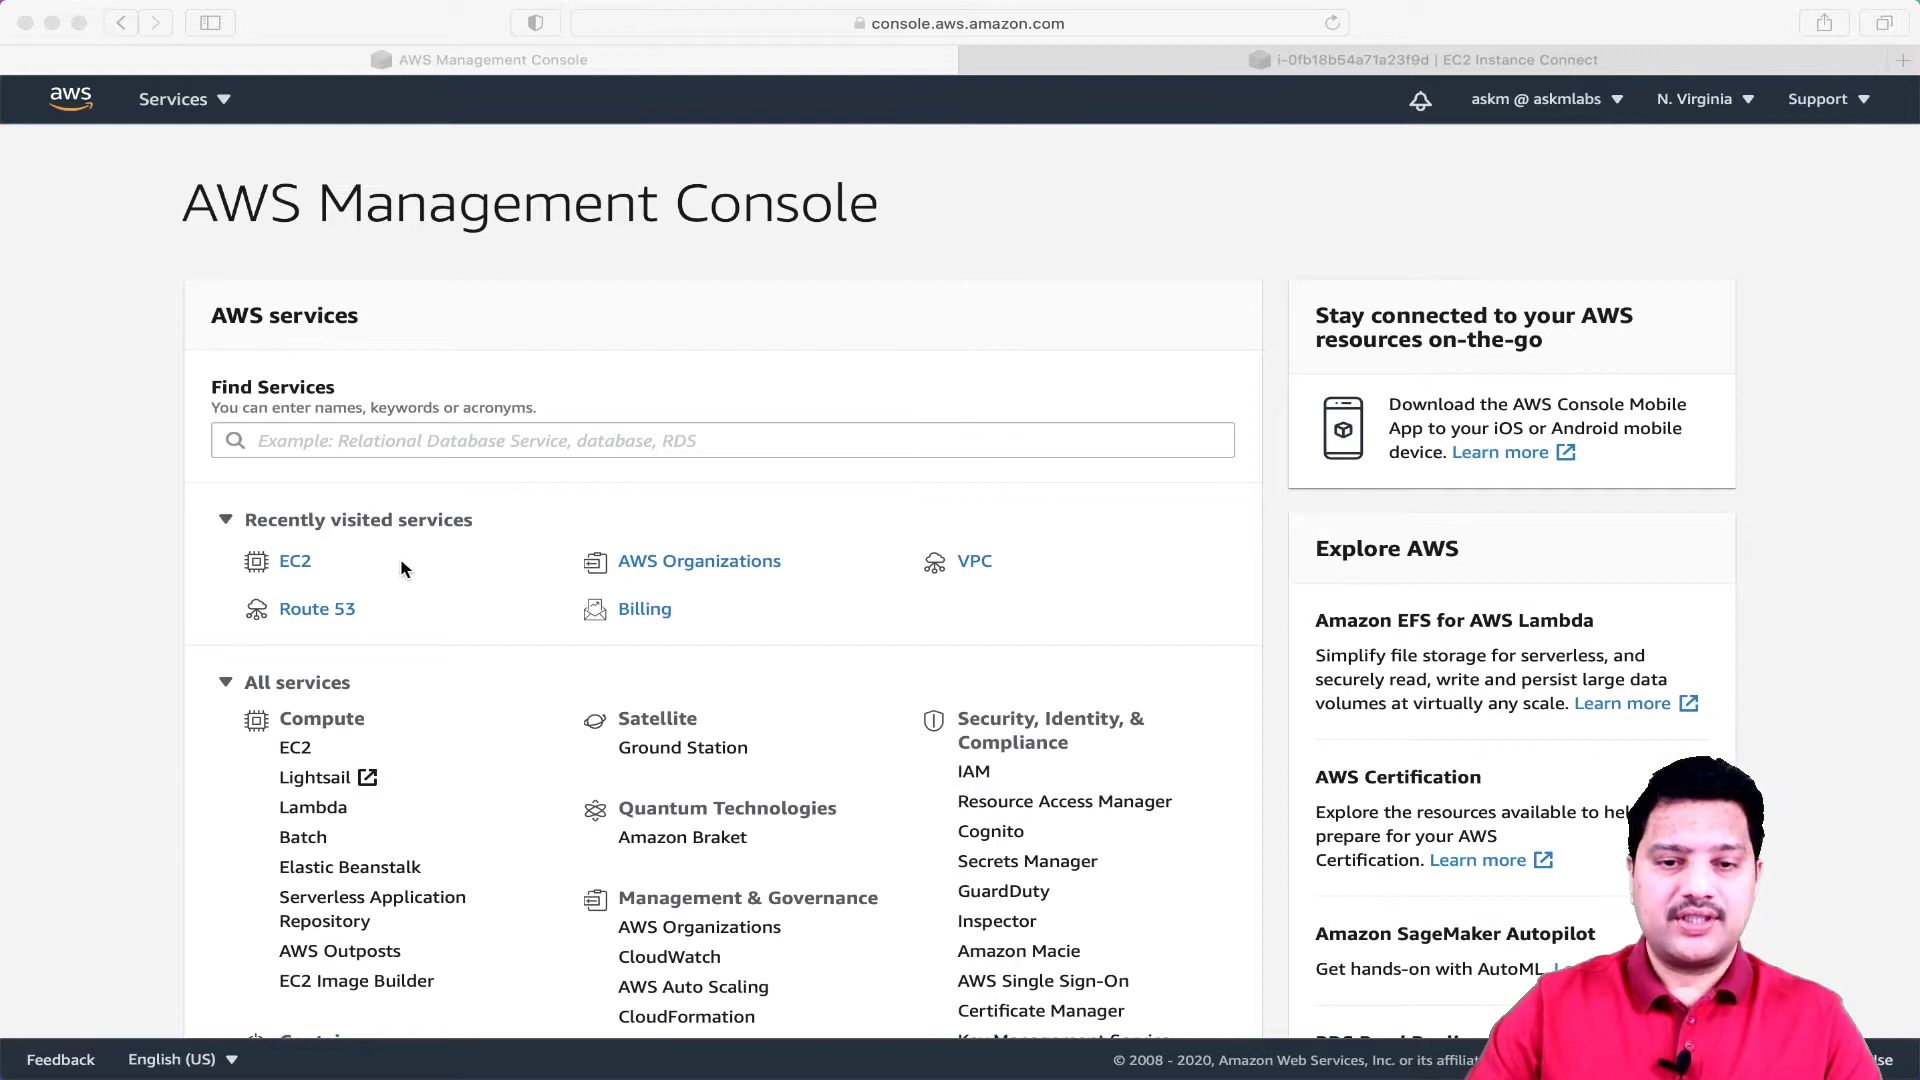 console.aws.amazon.com
AWS Management Console
i-0fb18b54a71a23f9d | EC2 Instance Connect
aws
Services
askm @ askmlabs
N. Virginia
Support
AWS Management Console
AWS services
Find Services
You can enter names, keywords or acronyms.
Example: Relational Database Service, database, RDS
Recently visited services
EC2
AWS Organizations
VPC
Route 53
Billing
All services
Compute
EC2
Lightsail
Lambda
Batch
Elastic Beanstalk
Serverless Application
Repository
AWS Outposts
EC2 Image Builder
Satellite
Ground Station
Quantum Technologies
Amazon Braket
Management & Governance
AWS Organizations
CloudWatch
AWS Auto Scaling
CloudFormation
Security, Identity, &
Compliance
IAM
Resource Access Manager
Cognito
Secrets Manager
GuardDuty
Inspector
Amazon Macie
AWS Single Sign-On
Certificate Manager
Stay connected to your AWS
resources on-the-go
Download the AWS Console Mobile
App to your iOS or Android mobile
device. Learn more
Explore AWS
Amazon EFS for AWS Lambda
Simplify file storage for serverless, and
securely read, write and persist large data
volumes at virtually any scale. Learn more
AWS Certification
Explore the resources available to
prepare for your AWS
Certification. Learn more
Amazon SageMaker Autopilot
Get hands-on with AutoML
Feedback
English (US)
© 2008 - 2020, Amazon Web Services, Inc. or its